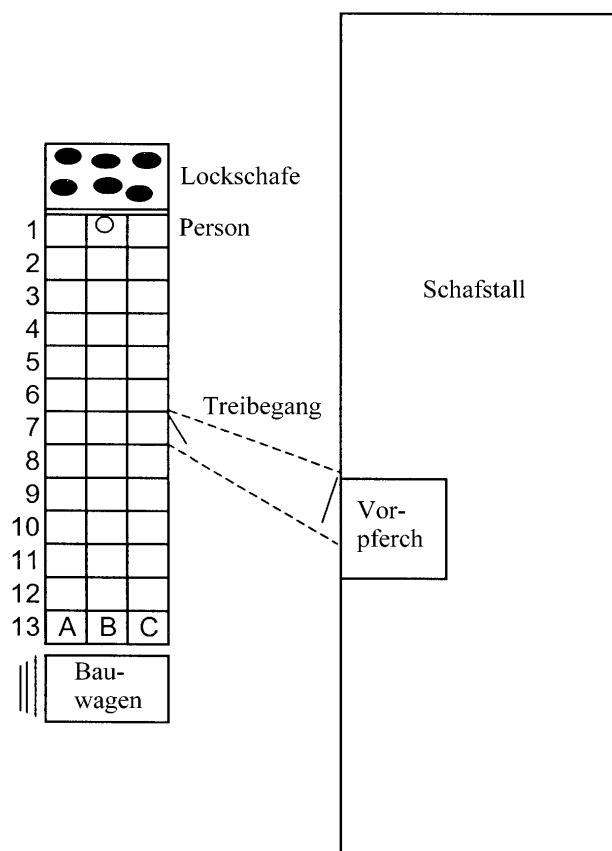 Lockschafe
1 Person
2
3
Schafstall
4
5
6
Treibegang
7
8
9
Vor-
10
pferch
11
12
13 A B C
Bau-
wagen